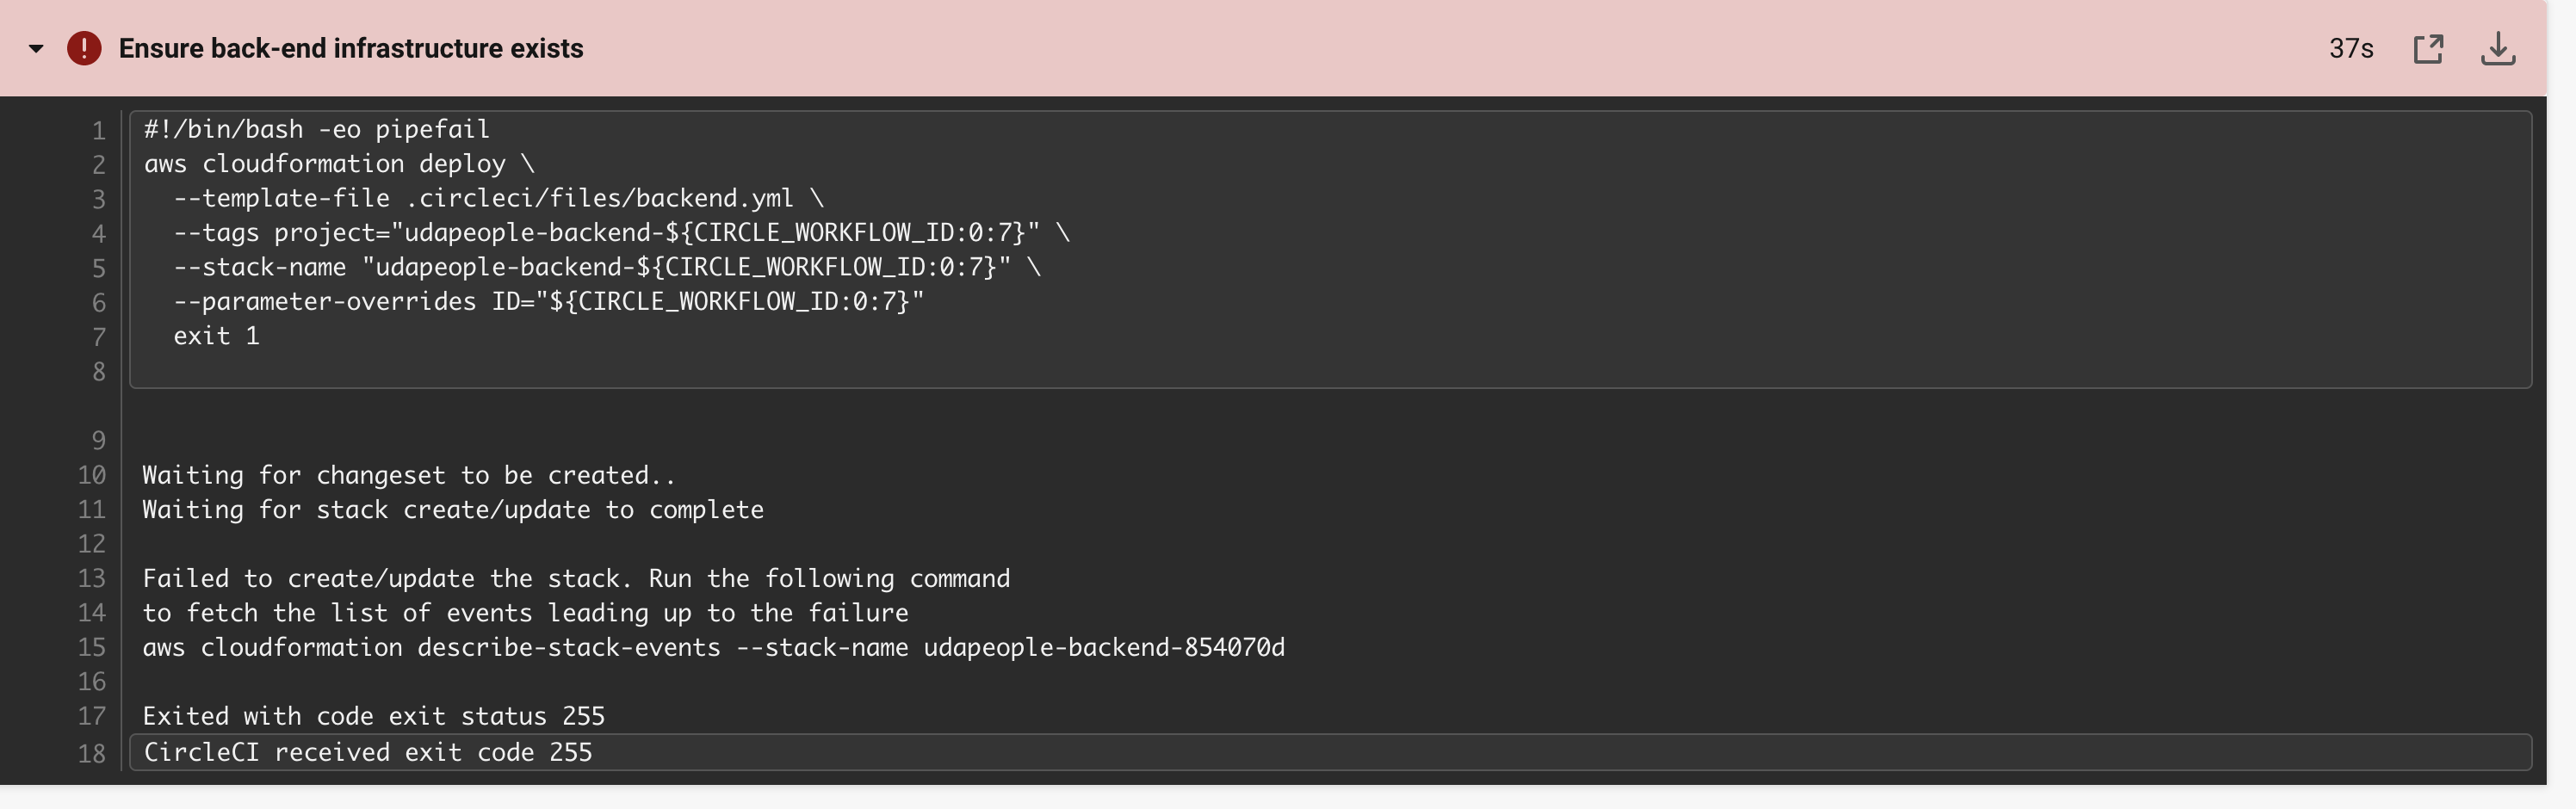 Ensure back-end infrastructure exists 37s
1 #!/bin/bash -eo pipefail
2 aws cloudformation deploy \
3   --template-file .circleci/files/backend.yml \
4   --tags project="udapeople-backend-${CIRCLE_WORKFLOW_ID:0:7}" \
5   --stack-name "udapeople-backend-${CIRCLE_WORKFLOW_ID:0:7}" \
6   --parameter-overrides ID="${CIRCLE_WORKFLOW_ID:0:7}"
7   exit 1
8
9
10 Waiting for changeset to be created..
11 Waiting for stack create/update to complete
12
13 Failed to create/update the stack. Run the following command
14 to fetch the list of events leading up to the failure
15 aws cloudformation describe-stack-events --stack-name udapeople-backend-854070d
16
17 Exited with code exit status 255
18 CircleCI received exit code 255